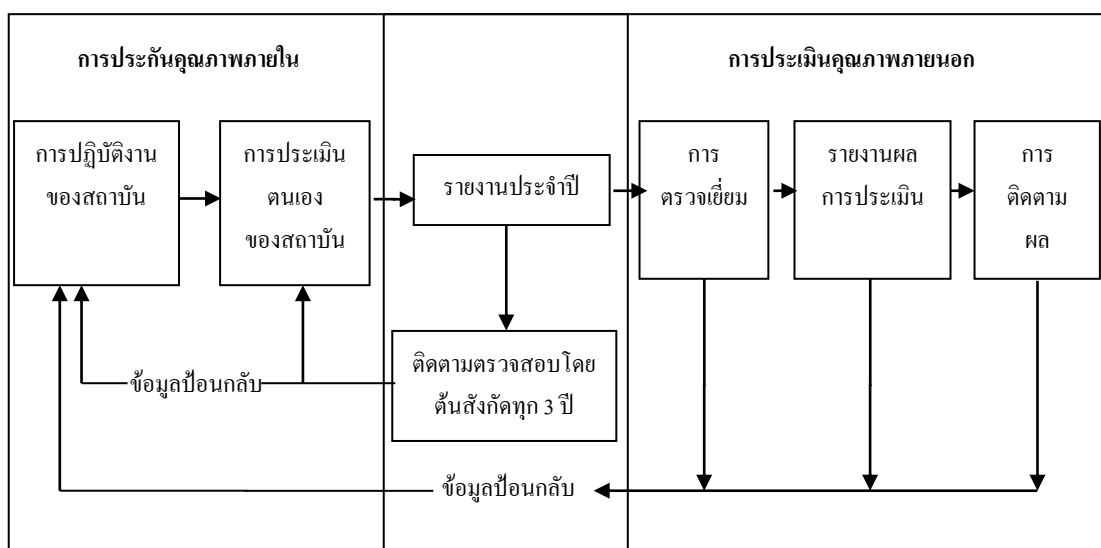 การประกันคุณภาพภายใน
การประเมินคุณภาพภายนอก
การปฏิบัติงาน
ของสถาบัน
การประเมิน
ตนเอง
ของสถาบัน
รายงานประจำปี
การ
ตรวจเยี่ยม
รายงานผล
การประเมิน
การ
ติดตาม
ผล
ติดตามตรวจสอบโดย
ต้นสังกัดทุก 3 ปี
ข้อมูลป้อนกลับ
ข้อมูลป้อนกลับ